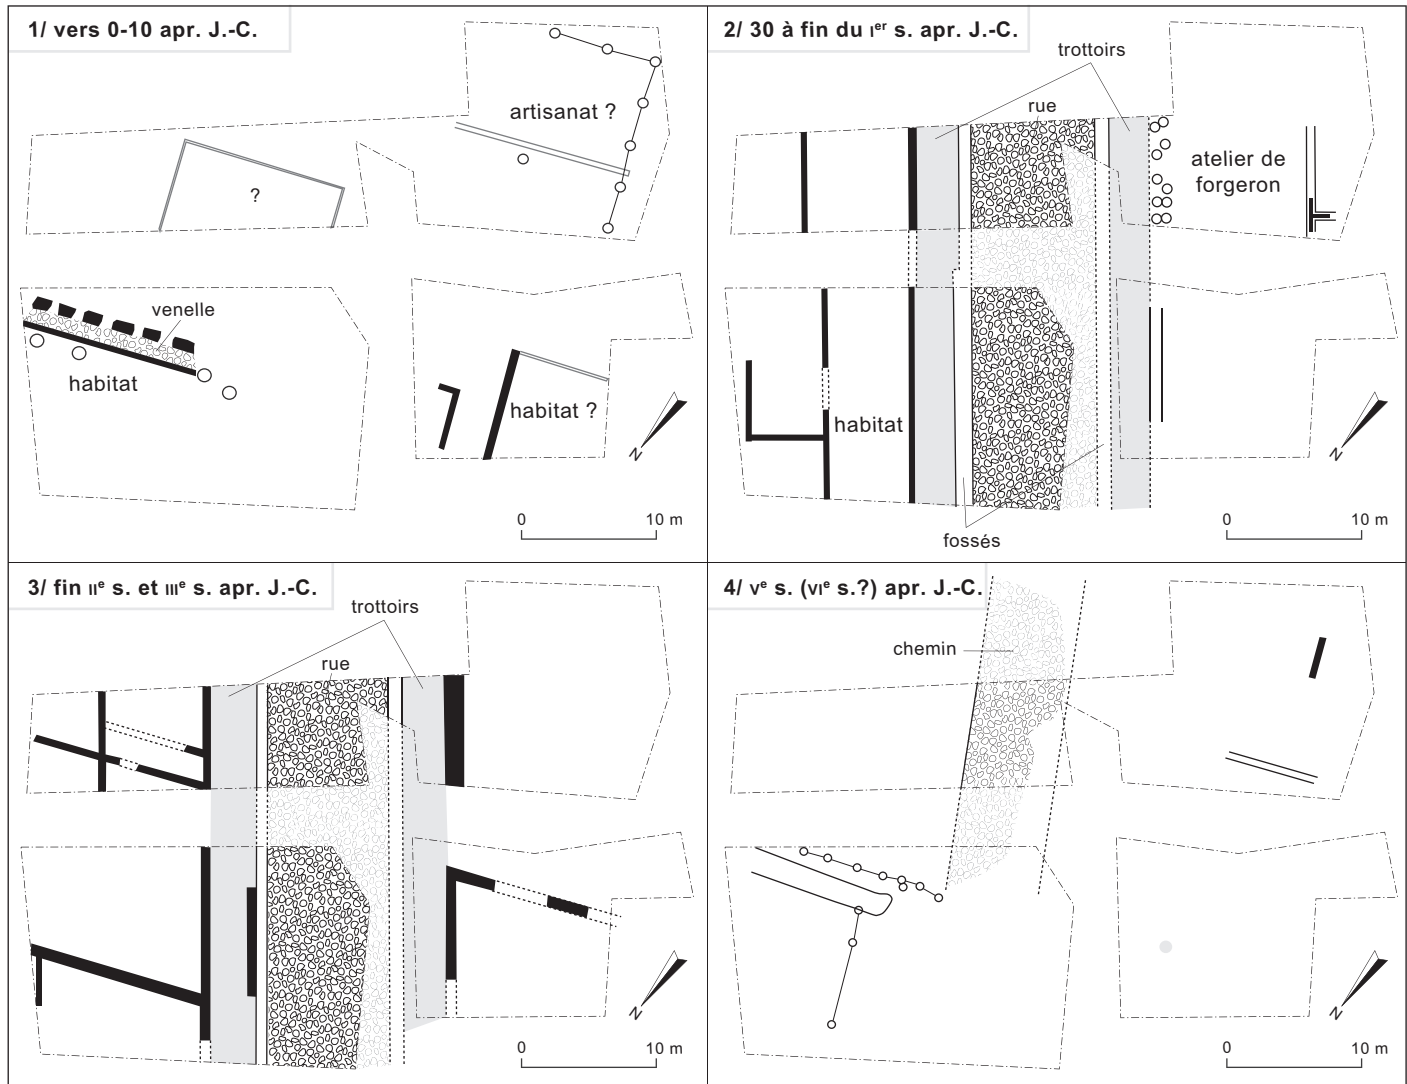 1/ vers 0-10 apr. J.-C.
artisanat ?
?
venelle
habitat
habitat ?
N
0 10 m
2/ 30 à fin du Ier s. apr. J.-C.
trottoirs
rue
atelier de
forgeron
habitat
fossés
N
0 10 m
3/ fin IIe s. et IIIe s. apr. J.-C.
trottoirs
rue
N
0 10 m
4/ Ve s. (VIe s.?) apr. J.-C.
chemin
N
0 10 m